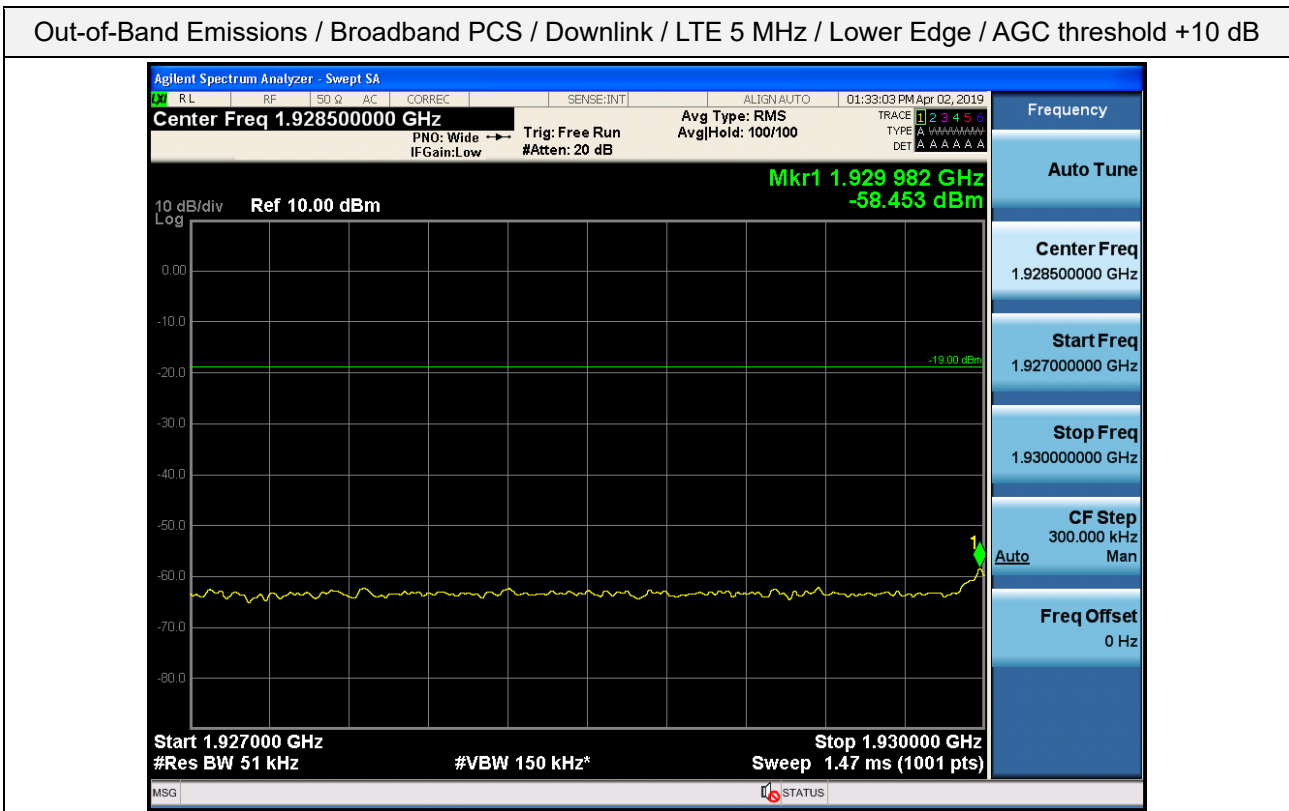 Out-of-Band Emissions / Broadband PCS / Downlink / LTE 5 MHz / Lower Edge / AGC threshold +10 dB
Agilent Spectrum Analyzer - Swept SA
LXI RL RF 50 Ω AC CORREC SENSE:INT ALIGN AUTO 01:33:03 PM Apr 02, 2019
Center Freq 1.928500000 GHz
PNO: Wide
IFGain:Low
Trig: Free Run
#Atten: 20 dB
Avg Type: RMS
Avg|Hold: 100/100
TRACE 1 2 3 4 5 6
TYPE A WWWWW
DET A A A A A A
Mkr1 1.929 982 GHz
-58.453 dBm
10 dB/div Ref 10.00 dBm
Log
0.00
-10.0
-19.00 dBm
-20.0
-30.0
-40.0
-50.0
1
-60.0
-70.0
-80.0
Start 1.927000 GHz Stop 1.930000 GHz
#Res BW 51 kHz #VBW 150 kHz* Sweep 1.47 ms (1001 pts)
MSG STATUS
Frequency
Auto Tune
Center Freq
1.928500000 GHz
Start Freq
1.927000000 GHz
Stop Freq
1.930000000 GHz
CF Step
300.000 kHz
Auto Man
Freq Offset
0 Hz